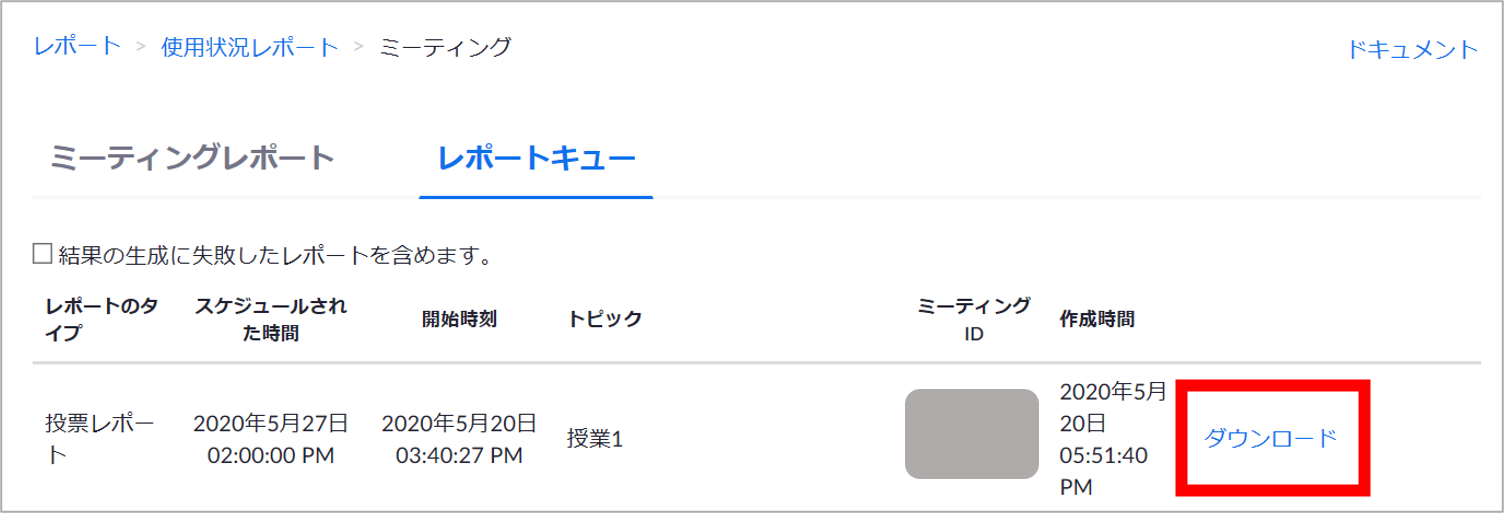 レポート > 使用状況レポート > ミーティング
ドキュメント
ミーティングレポート レポートキュー
結果の生成に失敗したレポートを含めます。
レポートのタ
イプ
スケジュールされ
た時間
開始時刻
トピック
ミーティング
ID
作成時間
投票レポー
ト
2020年5月27日
02:00:00 PM
2020年5月20日
03:40:27 PM
授業1
2020年5月
20日
05:51:40
PM
ダウンロード